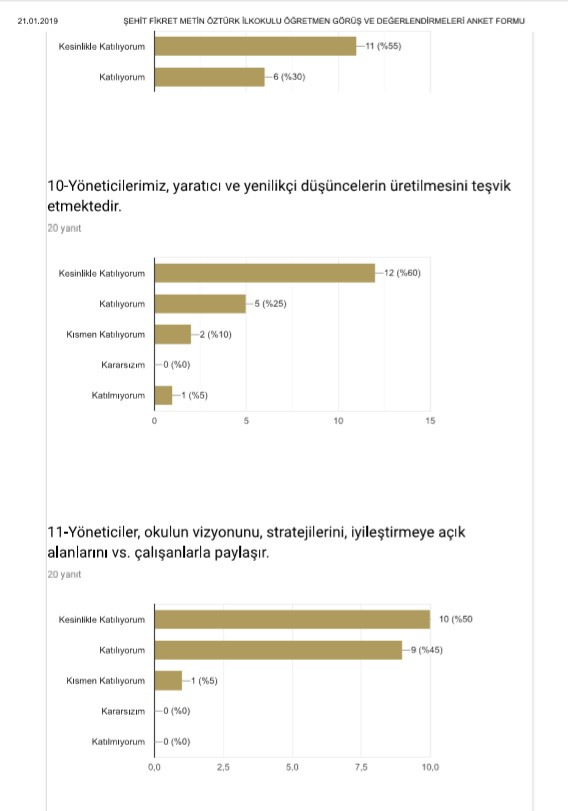 21.01.2019 ŞEHİT FİKRET METİN ÖZTÜRK İLKOKULU ÖĞRETMEN GÖRÜŞ VE DEĞERLENDİRMELERİ ANKET FORMU
Kesinlikle Katılıyorum 11 (%55)
Katılıyorum 6 (%30)
10-Yöneticilerimiz, yaratıcı ve yenilikçi düşüncelerin üretilmesini teşvik
etmektedir.
20 yanıt
Kesinlikle Katılıyorum 12 (%60)
Katılıyorum 5 (%25)
Kısmen Katılıyorum 2 (%10)
Kararsızım 0 (%0)
Katılmıyorum 1 (%5)
0 5 10 15
11-Yöneticiler, okulun vizyonunu, stratejilerini, iyileştirmeye açık
alanlarını vs. çalışanlarla paylaşır.
20 yanıt
Kesinlikle Katılıyorum 10 (%50
Katılıyorum 9 (%45)
Kısmen Katılıyorum 1 (%5)
Kararsızım 0 (%0)
Katılmıyorum 0 (%0)
0,0 2,5 5,0 7,5 10,0